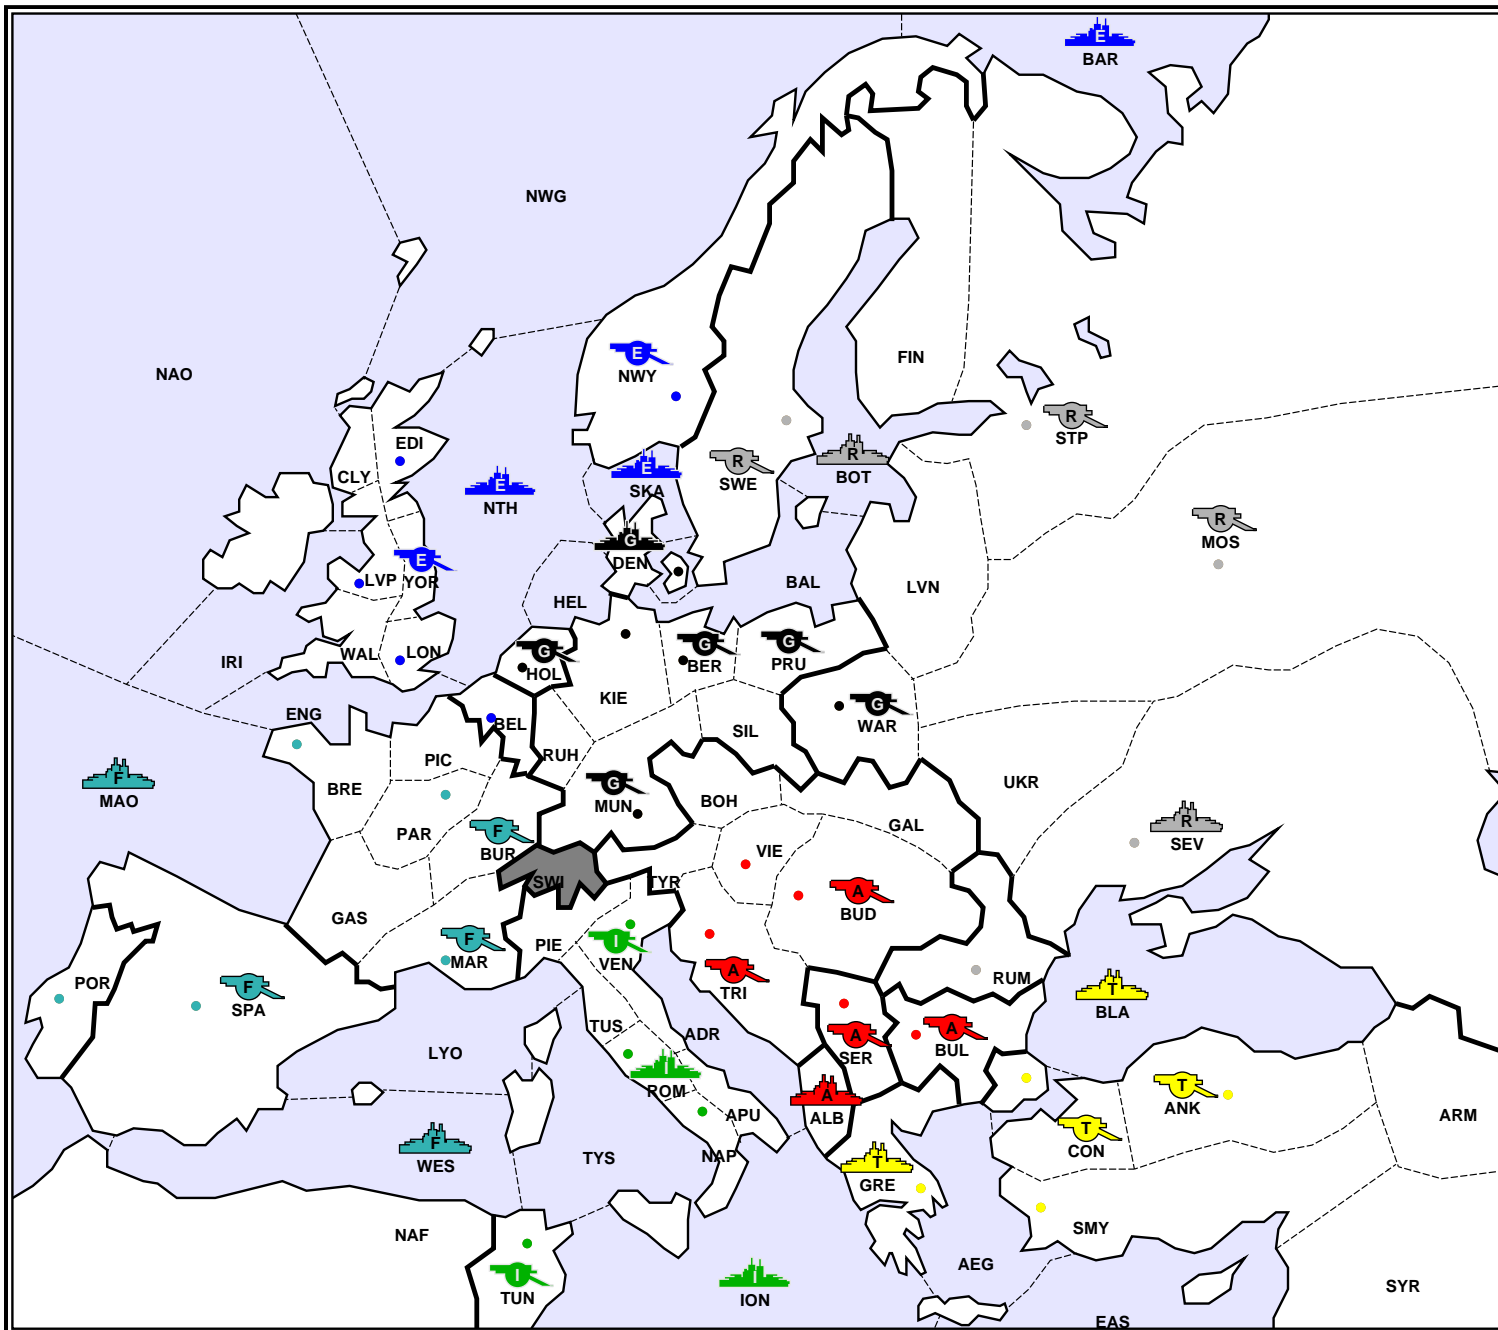 E
BAR
NWG
NAO
E
NWY
FIN
R
STP
EDI
CLY
E
NTH
E
SKA
R
SWE
R
BOT
R
MOS
G
DEN
E
LVP YOR
HEL
BAL
LVN
IRI
WAL
LON
G
HOL
G
BER
G
PRU
KIE
G
WAR
ENG
BEL
PIC
RUH
SIL
UKR
F
MAO
BRE
G
MUN
BOH
GAL
PAR
F
BUR
VIE
R
SEV
SWI
TYR
A
BUD
GAS
F
MAR
PIE
I
VEN
A
TRI
POR
F
SPA
RUM
T
BLA
TUS
ADR
A
SER
A
BUL
LYO
I
ROM
A
ALB
APU
T
ANK
ARM
T
CON
F
WES
TYS
NAP
T
GRE
NAF
SMY
I
TUN
I
ION
AEG
SYR
EAS